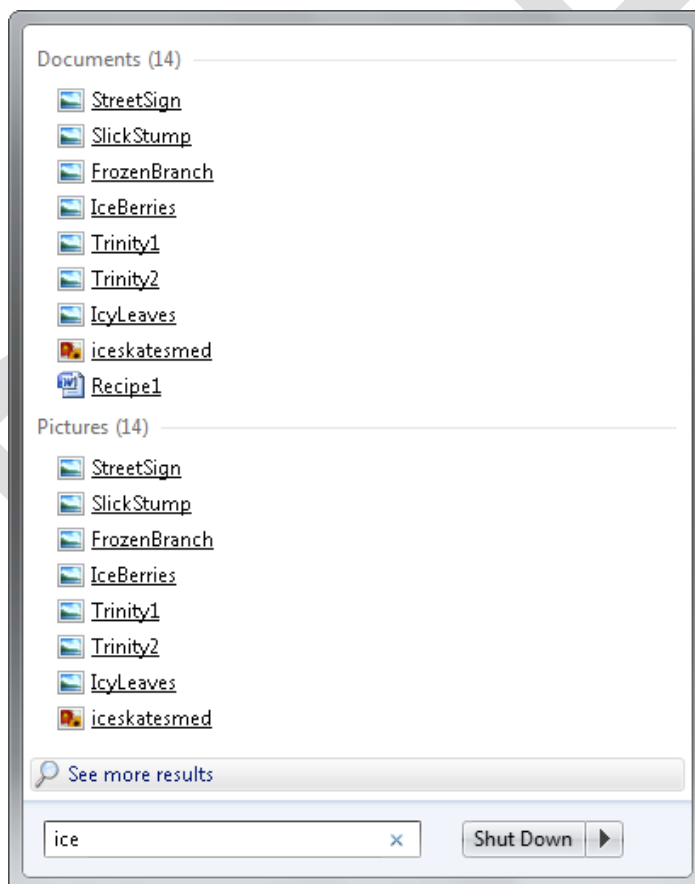 Documents (14)
StreetSign
SlickStump
FrozenBranch
IceBerries
Trinity1
Trinity2
IcyLeaves
iceskatesmed
Recipe1
Pictures (14)
StreetSign
SlickStump
FrozenBranch
IceBerries
Trinity1
Trinity2
IcyLeaves
iceskatesmed
See more results
ice Shut Down